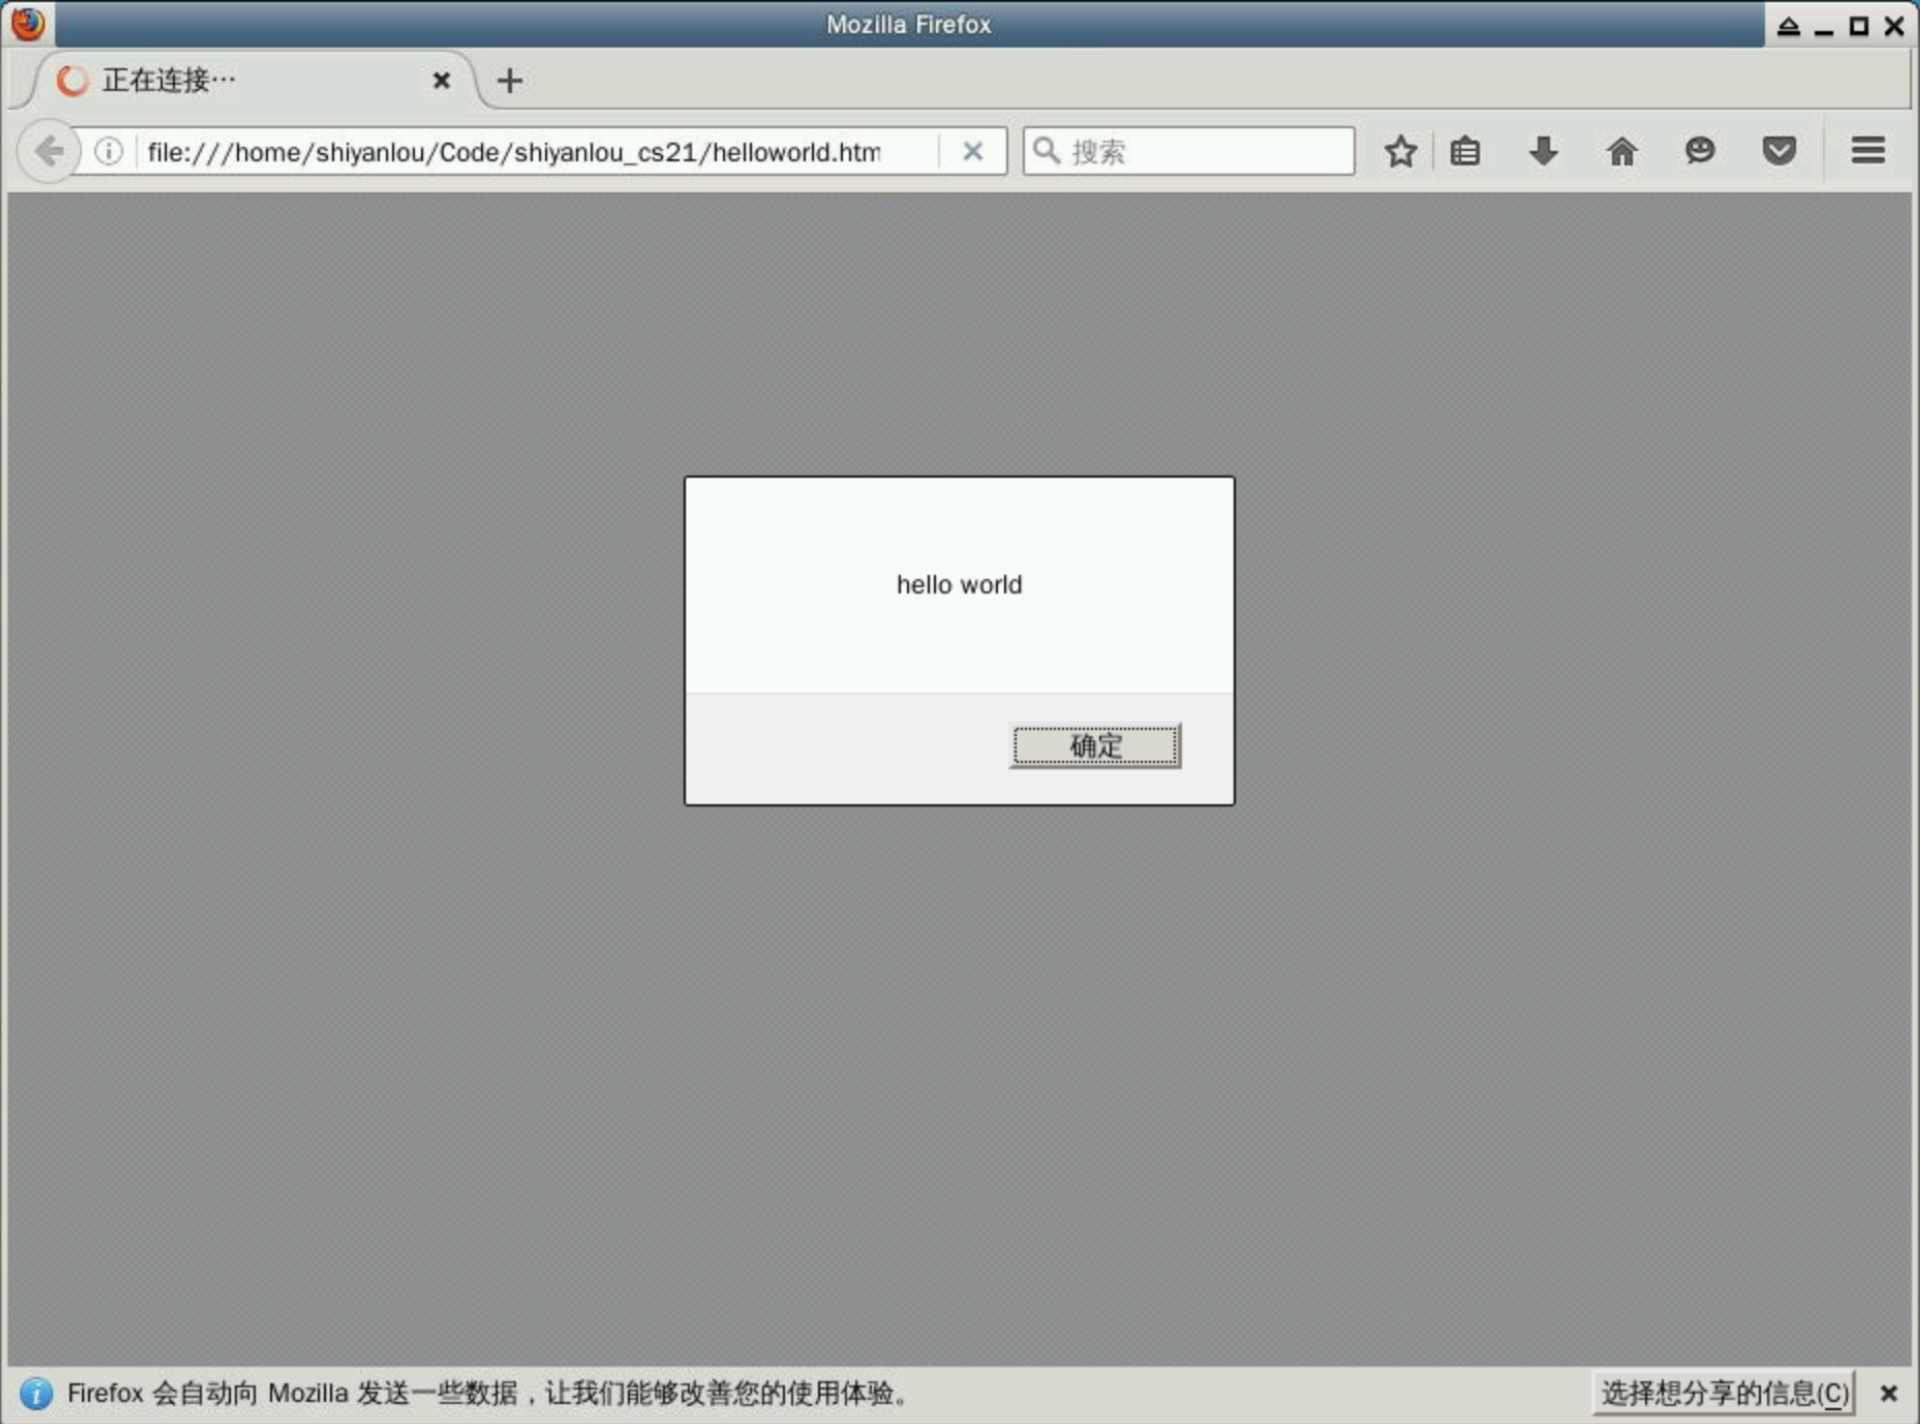 Mozilla Firefox
正在连接…
file:///home/shiyanlou/Code/shiyanlou_cs21/helloworld.htm
搜索
hello world
确定
Firefox 会自动向 Mozilla 发送一些数据，让我们能够改善您的使用体验。
选择想分享的信息(C)